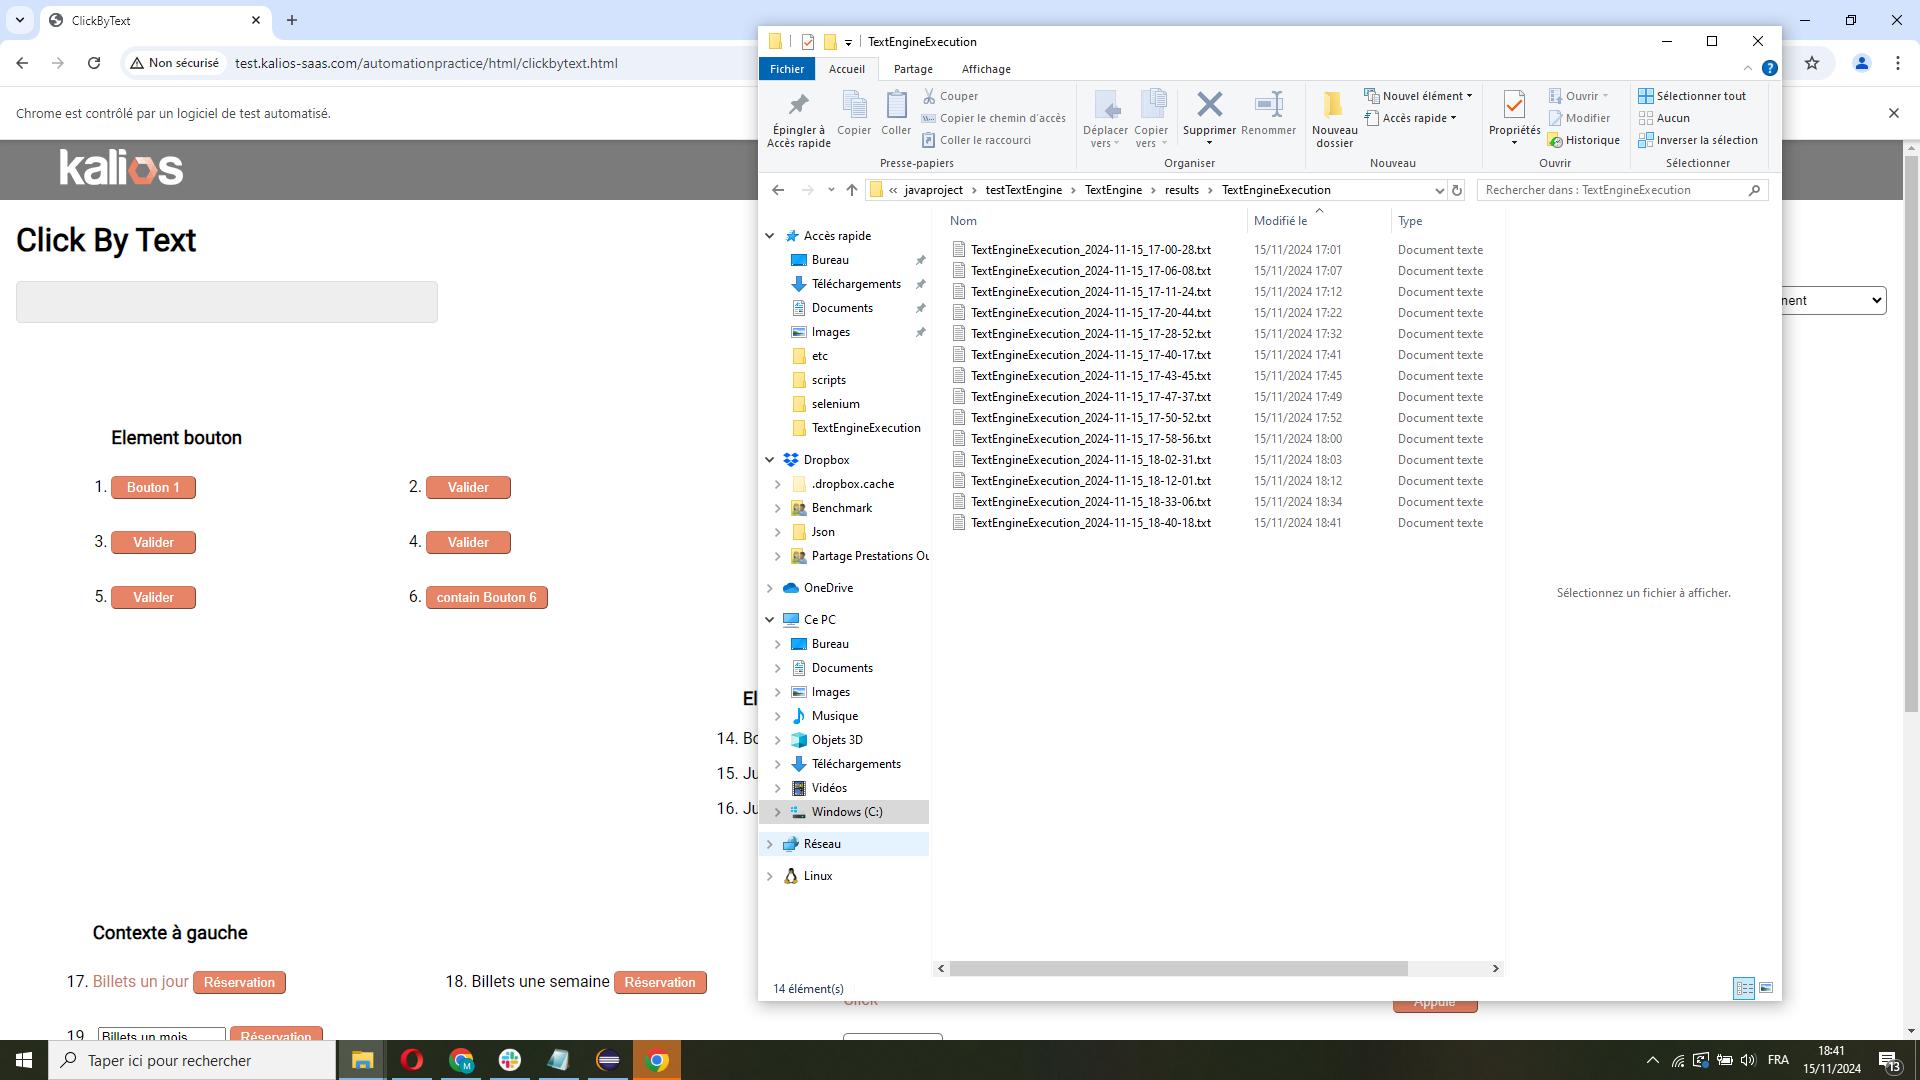 ClickByText
Non sécurisé
test.kalios-saas.com/automationpractice/html/clickbytext.html
Chrome est contrôlé par un logiciel de test automatisé.
kalios
Click By Text
nent
Element bouton
1. Bouton 1
2. Valider
3. Valider
4. Valider
5. Valider
6. contain Bouton 6
El
14. Bo
15. Ju
16. Ju
Contexte à gauche
17. Billets un jour Réservation
18. Billets une semaine Réservation
19. Billets un mois Réservation
Click
Appuie
TextEngineExecution
Fichier
Accueil
Partage
Affichage
Épingler à
Accès rapide
Copier
Coller
Couper
Copier le chemin d'accès
Coller le raccourci
Presse-papiers
Déplacer
vers
Copier
vers
Supprimer
Renommer
Organiser
Nouveau
dossier
Nouvel élément
Accès rapide
Nouveau
Propriétés
Ouvrir
Modifier
Historique
Ouvrir
Sélectionner tout
Aucun
Inverser la sélection
Sélectionner
« javaproject > testTextEngine > TextEngine > results > TextEngineExecution
Rechercher dans : TextEngineExecution
Accès rapide
Bureau
Téléchargements
Documents
Images
etc
scripts
selenium
TextEngineExecution
Dropbox
.dropbox.cache
Benchmark
Json
Partage Prestations Ou
OneDrive
Ce PC
Bureau
Documents
Images
Musique
Objets 3D
Téléchargements
Vidéos
Windows (C:)
Réseau
Linux
Nom
Modifié le
Type
TextEngineExecution_2024-11-15_17-00-28.txt 15/11/2024 17:01 Document texte
TextEngineExecution_2024-11-15_17-06-08.txt 15/11/2024 17:07 Document texte
TextEngineExecution_2024-11-15_17-11-24.txt 15/11/2024 17:12 Document texte
TextEngineExecution_2024-11-15_17-20-44.txt 15/11/2024 17:22 Document texte
TextEngineExecution_2024-11-15_17-28-52.txt 15/11/2024 17:32 Document texte
TextEngineExecution_2024-11-15_17-40-17.txt 15/11/2024 17:41 Document texte
TextEngineExecution_2024-11-15_17-43-45.txt 15/11/2024 17:45 Document texte
TextEngineExecution_2024-11-15_17-47-37.txt 15/11/2024 17:49 Document texte
TextEngineExecution_2024-11-15_17-50-52.txt 15/11/2024 17:52 Document texte
TextEngineExecution_2024-11-15_17-58-56.txt 15/11/2024 18:00 Document texte
TextEngineExecution_2024-11-15_18-02-31.txt 15/11/2024 18:03 Document texte
TextEngineExecution_2024-11-15_18-12-01.txt 15/11/2024 18:12 Document texte
TextEngineExecution_2024-11-15_18-33-06.txt 15/11/2024 18:34 Document texte
TextEngineExecution_2024-11-15_18-40-18.txt 15/11/2024 18:41 Document texte
Sélectionnez un fichier à afficher.
14 élément(s)
Taper ici pour rechercher
FRA
18:41
15/11/2024
13